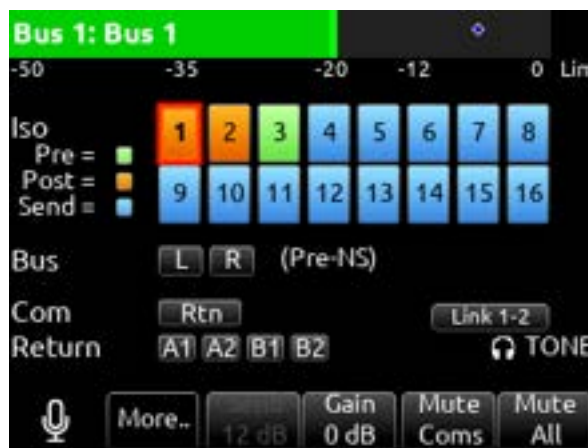 Bus 1: Bus 1
-50 -35 -20 -12 0 Lim
Iso 1 2 3 4 5 6 7 8
Pre =
Post =
Send = 9 10 11 12 13 14 15 16
Bus L R (Pre-NS)
Com Rtn Link 1-2
Return A1 A2 B1 B2 TONE
More.. 12 dB Gain 0 dB Mute Coms Mute All